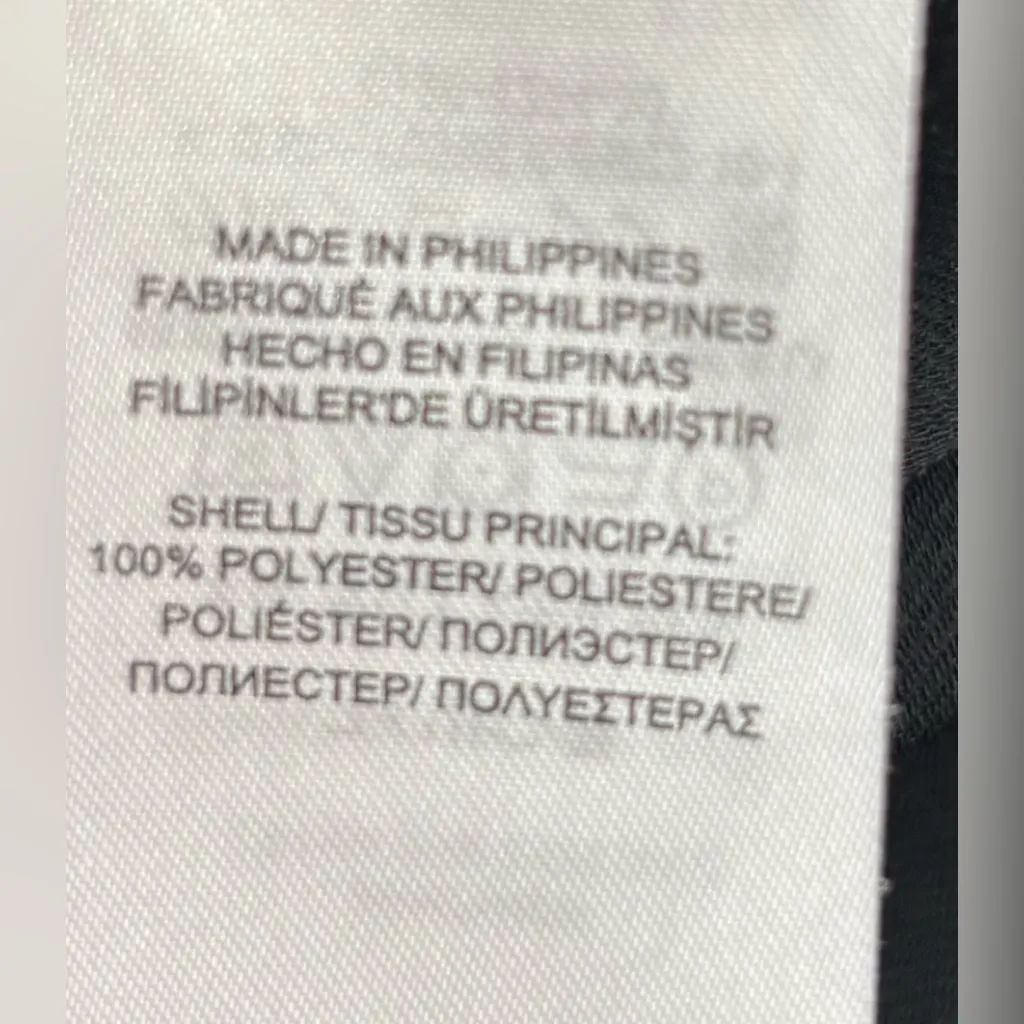 MADE IN PHILIPPINES
FABRIQUÉ AUX PHILIPPINES
HECHO EN FILIPINAS
FİLİPİNLER'DE ÜRETİLMİŞTİR
SHELL/ TISSU PRINCIPAL:
100% POLYESTER/ POLIESTERE/
POLIÉSTER/ ПОЛИЭСТЕР/
ПОЛИЕСТЕР/ ΠΟΛΥΕΣΤΕΡΑΣ